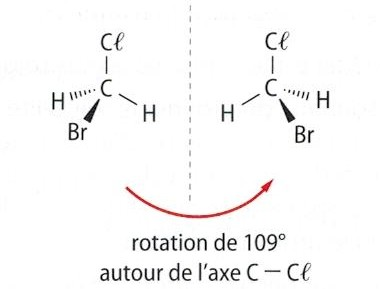 Cℓ Cℓ
C C
H H H H
Br Br
rotation de 109°
autour de l'axe C — Cℓ